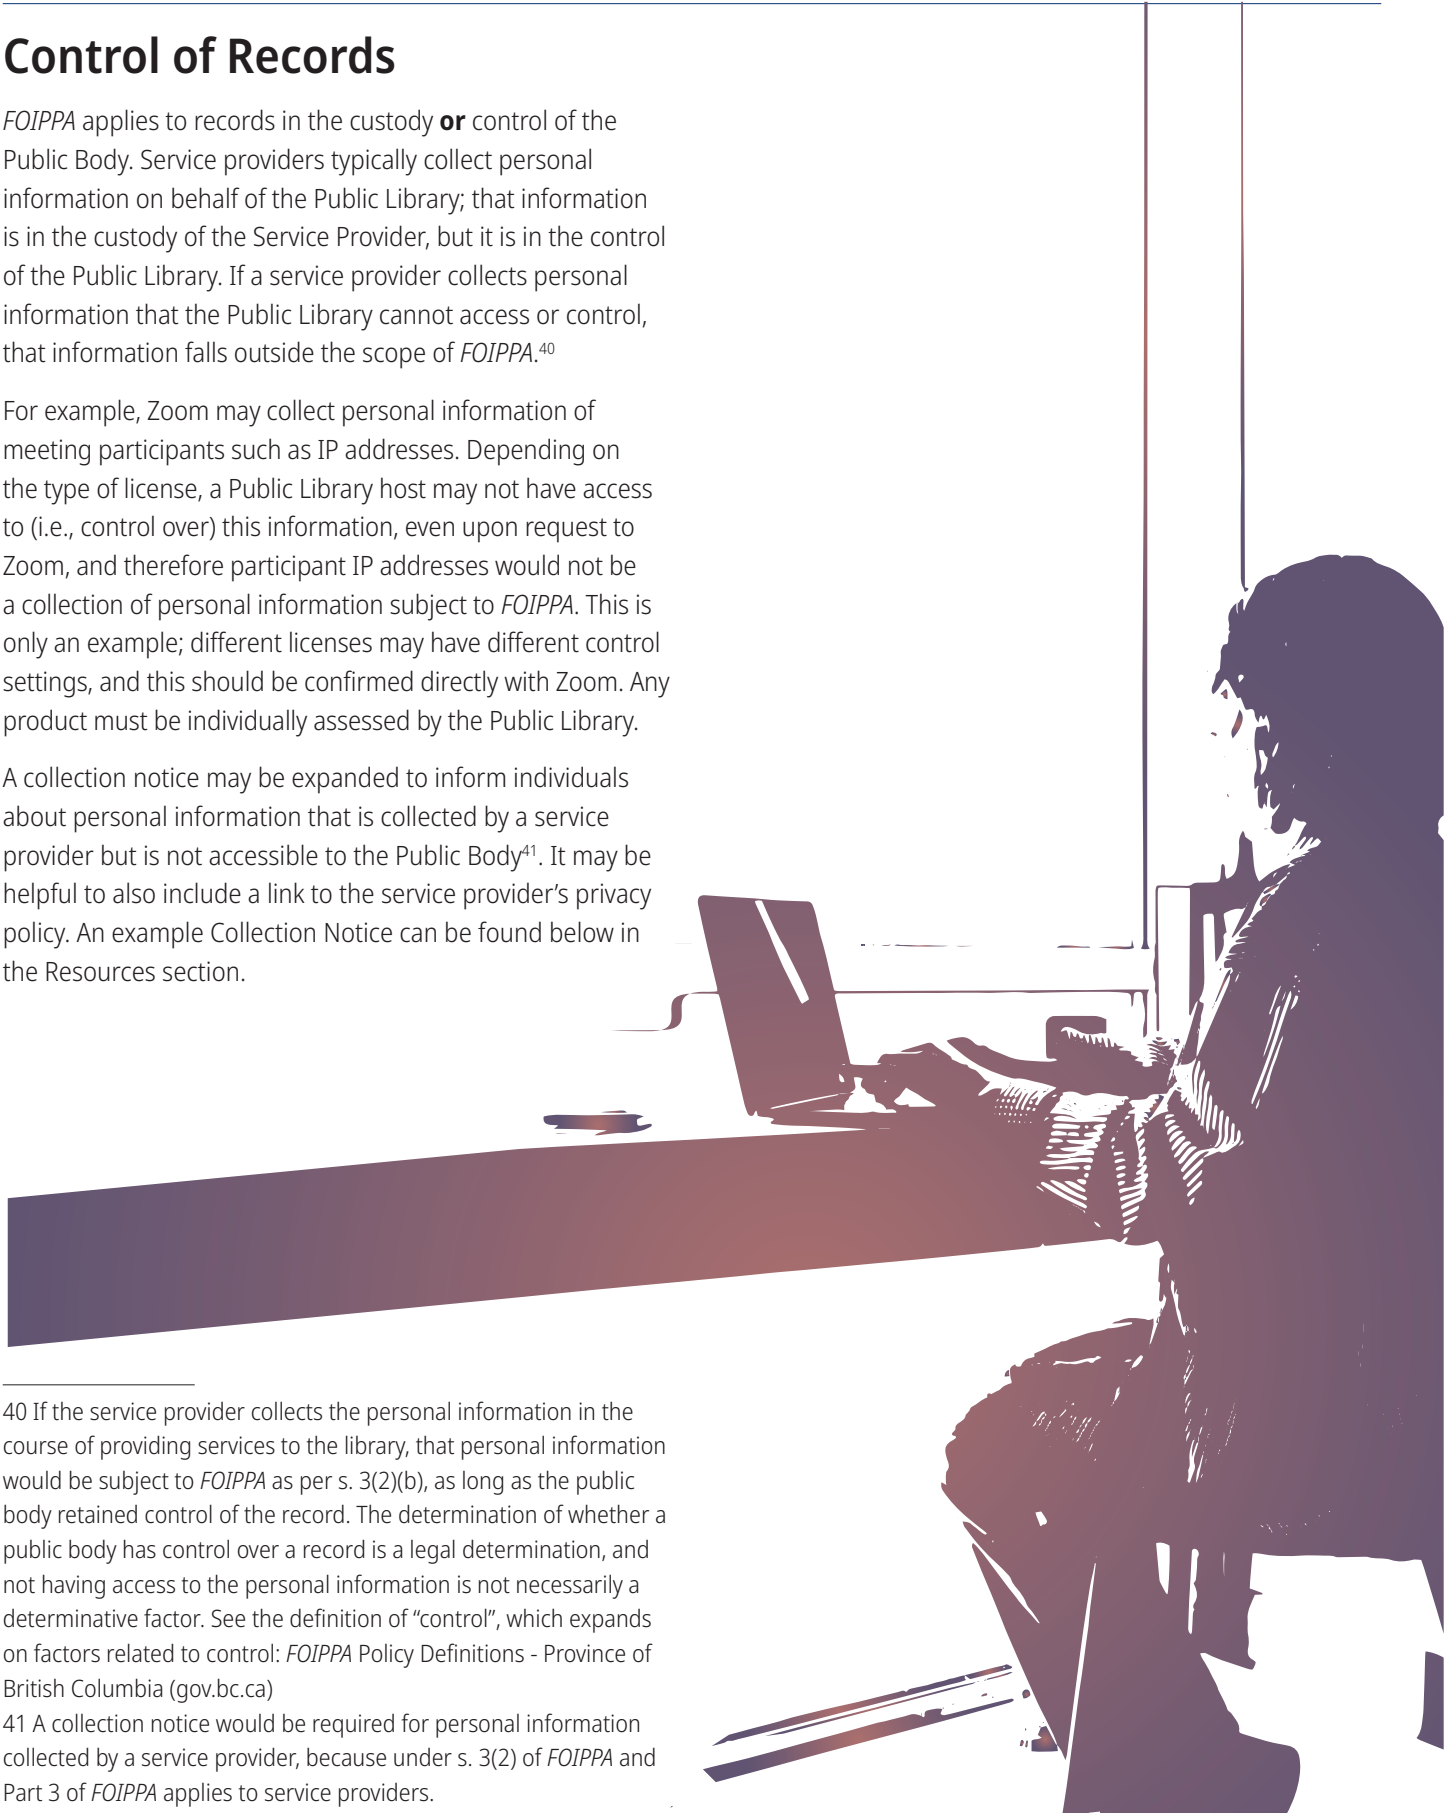 Control of Records
FOIPPA applies to records in the custody or control of the
Public Body. Service providers typically collect personal
information on behalf of the Public Library; that information
is in the custody of the Service Provider, but it is in the control
of the Public Library. If a service provider collects personal
information that the Public Library cannot access or control,
that information falls outside the scope of FOIPPA.40
For example, Zoom may collect personal information of
meeting participants such as IP addresses. Depending on
the type of license, a Public Library host may not have access
to (i.e., control over) this information, even upon request to
Zoom, and therefore participant IP addresses would not be
a collection of personal information subject to FOIPPA. This is
only an example; different licenses may have different control
settings, and this should be confirmed directly with Zoom. Any
product must be individually assessed by the Public Library.
A collection notice may be expanded to inform individuals
about personal information that is collected by a service
provider but is not accessible to the Public Body41. It may be
helpful to also include a link to the service provider’s privacy
policy. An example Collection Notice can be found below in
the Resources section.
40 If the service provider collects the personal information in the
course of providing services to the library, that personal information
would be subject to FOIPPA as per s. 3(2)(b), as long as the public
body retained control of the record. The determination of whether a
public body has control over a record is a legal determination, and
not having access to the personal information is not necessarily a
determinative factor. See the definition of “control”, which expands
on factors related to control: FOIPPA Policy Definitions - Province of
British Columbia (gov.bc.ca)
41 A collection notice would be required for personal information
collected by a service provider, because under s. 3(2) of FOIPPA and
Part 3 of FOIPPA applies to service providers.